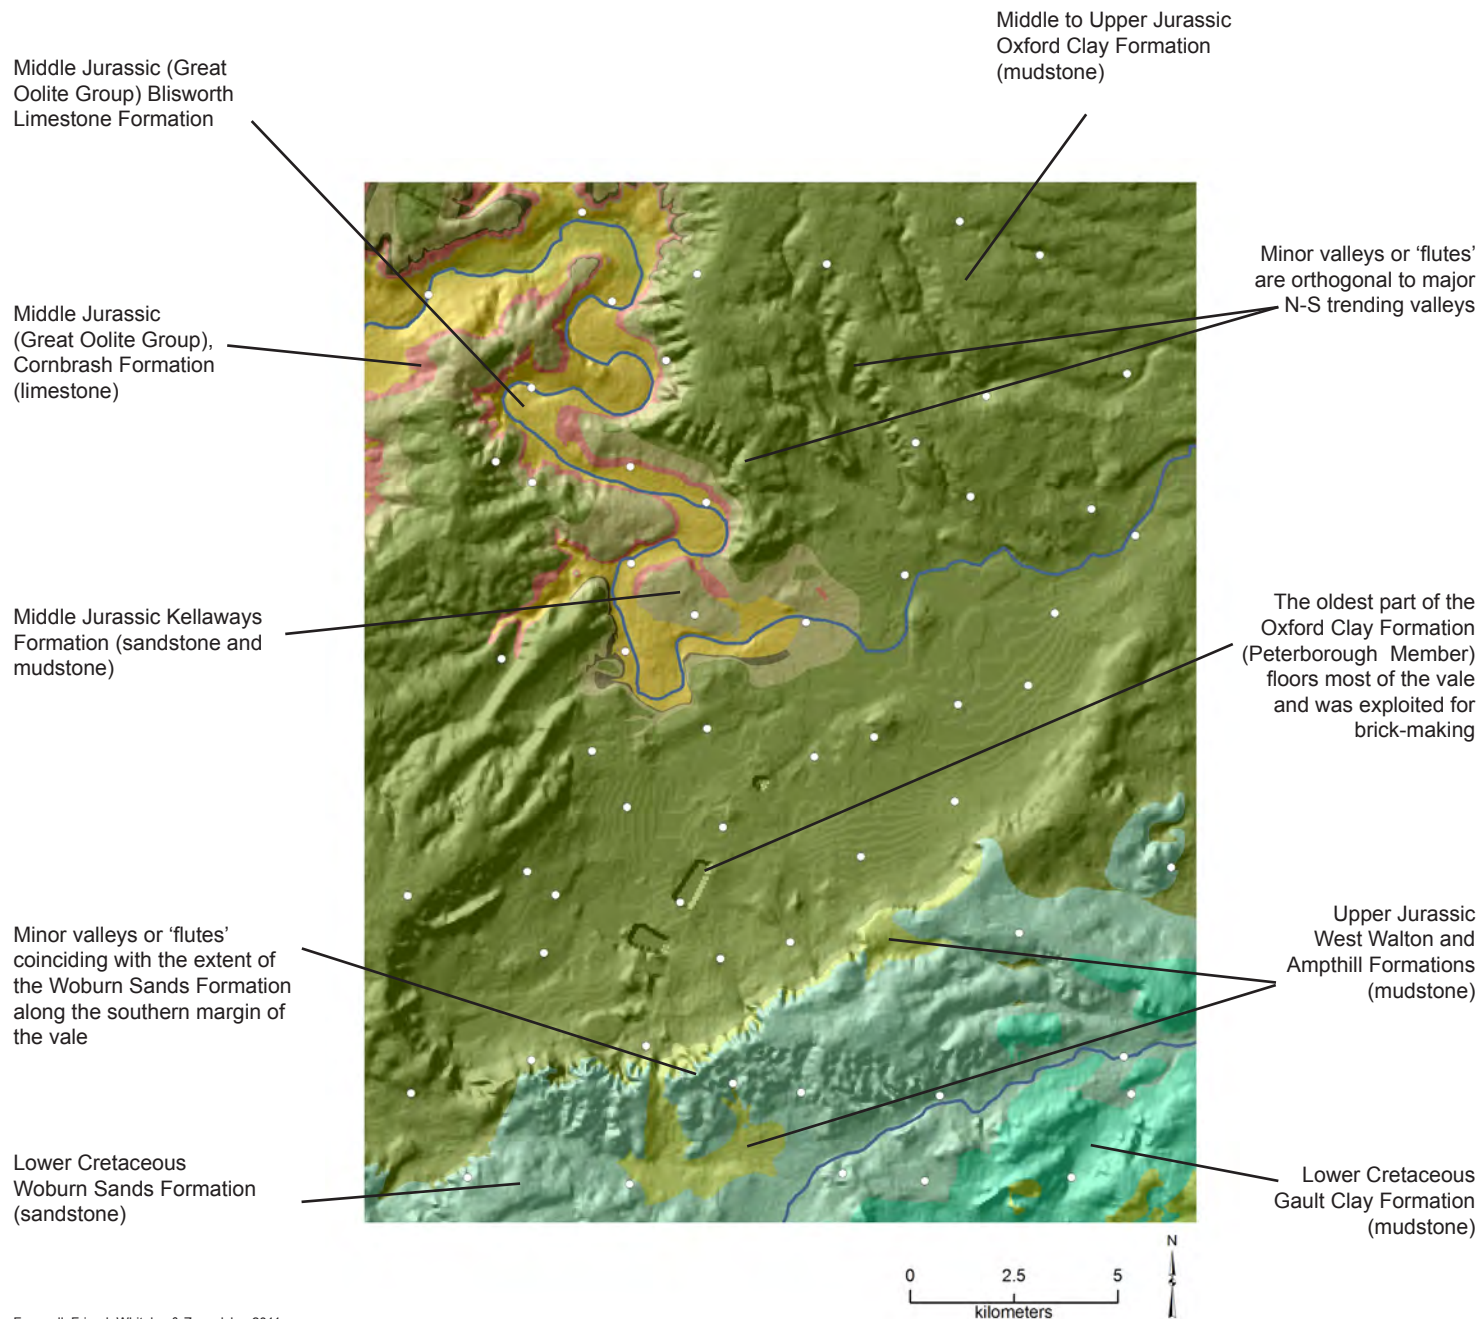 Middle to Upper Jurassic
Oxford Clay Formation
(mudstone)
Middle Jurassic (Great
Oolite Group) Blisworth
Limestone Formation
Minor valleys or ‘flutes’
are orthogonal to major
N-S trending valleys
Middle Jurassic
(Great Oolite Group),
Cornbrash Formation
(limestone)
The oldest part of the
Oxford Clay Formation
(Peterborough Member)
floors most of the vale
and was exploited for
brick-making
Middle Jurassic Kellaways
Formation (sandstone and
mudstone)
Upper Jurassic
West Walton and
Ampthill Formations
(mudstone)
Minor valleys or ‘flutes’
coinciding with the extent of
the Woburn Sands Formation
along the southern margin of
the vale
Lower Cretaceous
Woburn Sands Formation
(sandstone)
Lower Cretaceous
Gault Clay Formation
(mudstone)
N
0 2.5 5
kilometers